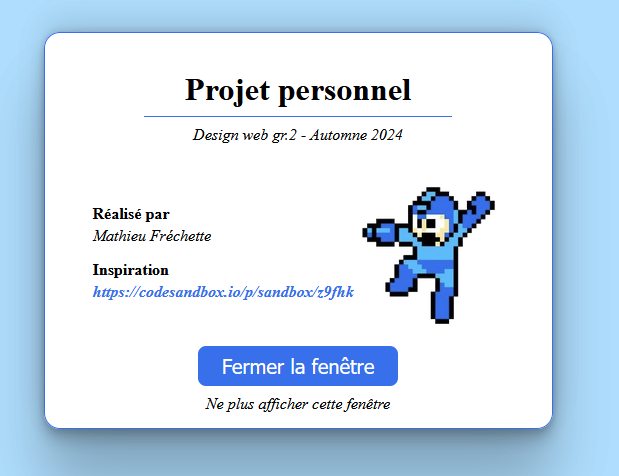 Projet personnel
Design web gr.2 - Automne 2024
Réalisé par
Mathieu Fréchette
Inspiration
https://codesandbox.io/p/sandbox/z9fhk
Fermer la fenêtre
Ne plus afficher cette fenêtre